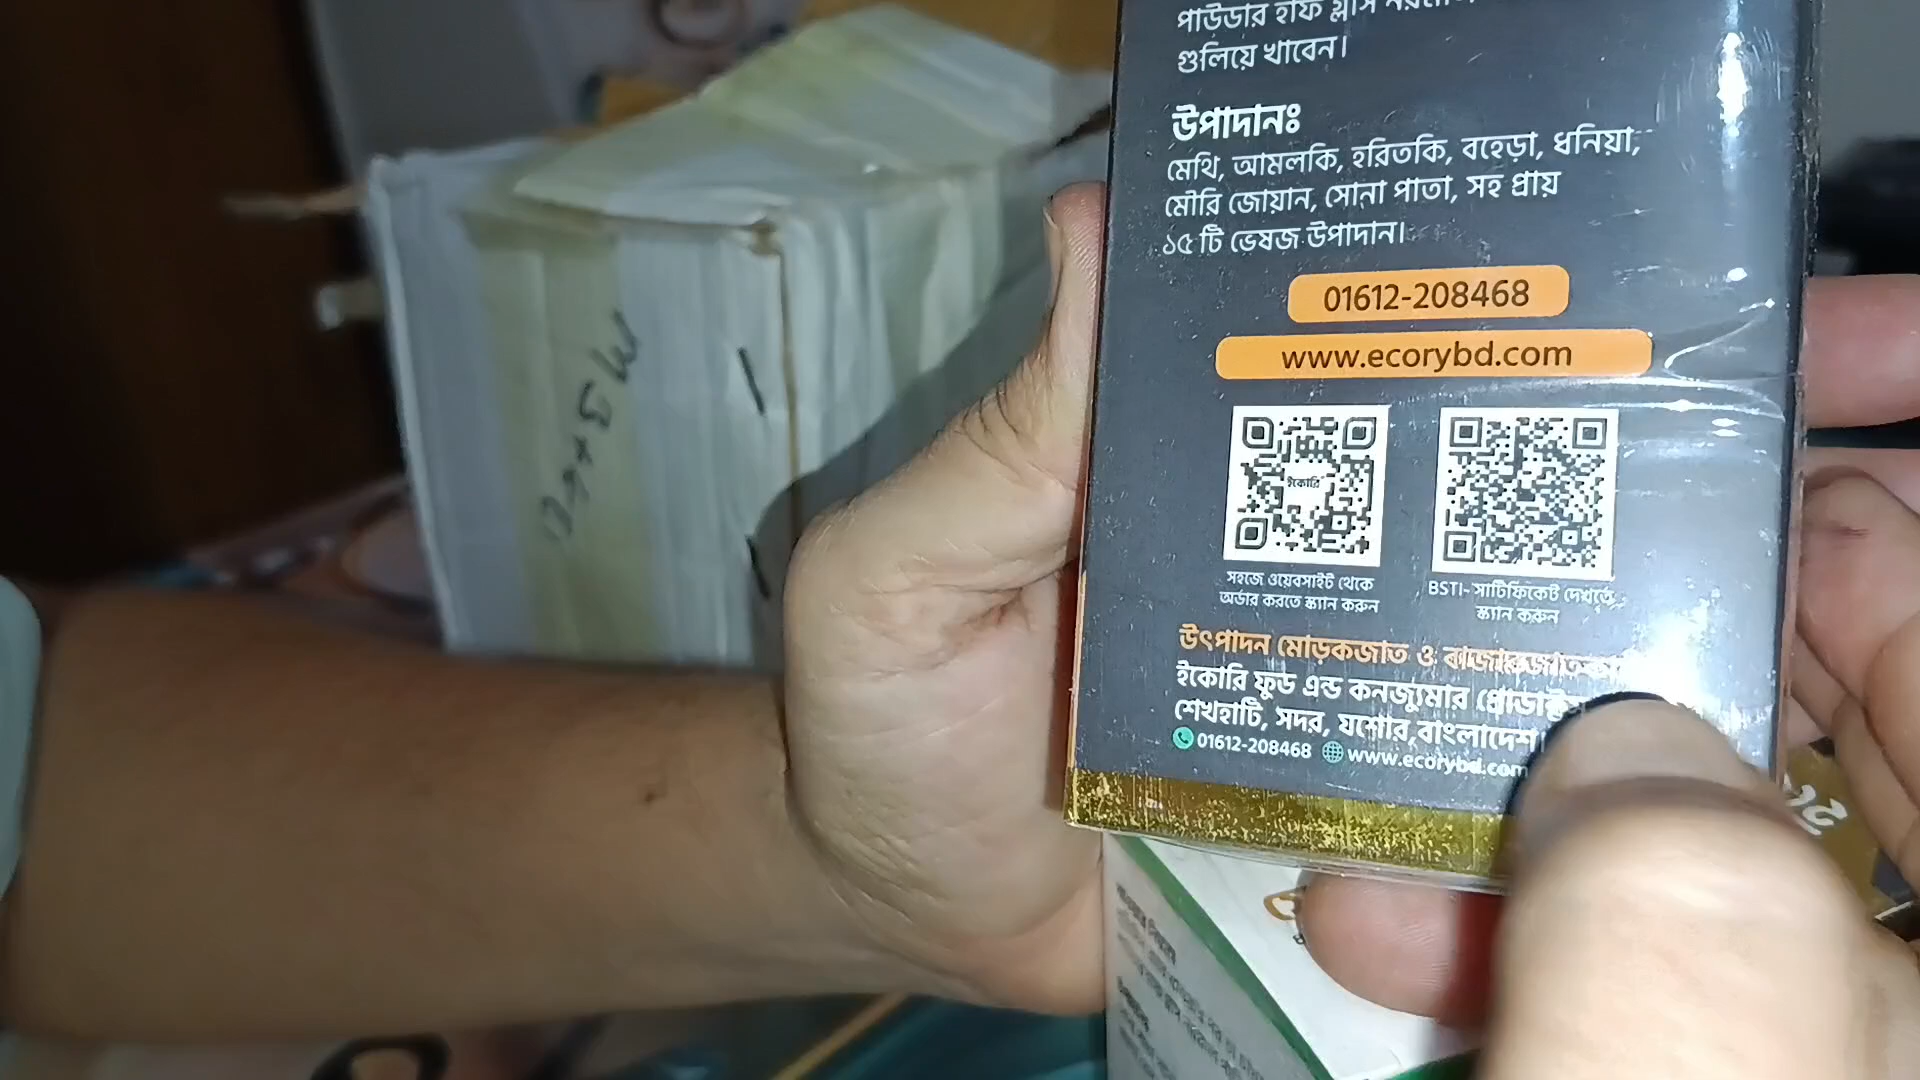 পাউডার হাফ গ্লাস
গুলিয়ে খাবেন।
উপাদানঃ
মেথি, আমলকি, হরিতকি, বহেড়া, ধনিয়া,
মৌরি জোয়ান, সোনা পাতা, সহ প্রায়
১৫ টি ভেষজ উপাদান।
01612-208468
www.ecorybd.com
ইকোরি
সহজে ওয়েবসাইট থেকে
অর্ডার করতে স্ক্যান করুন
BSTI- সার্টিফিকেট দেখতে
স্ক্যান করুন
উৎপাদন মোড়কজাত ও
ইকোরি ফুড এন্ড কনজ্যুমার
শেখহাটি, সদর, যশোর,বাংলাদেশ
01612-208468 www.ecorybd.com